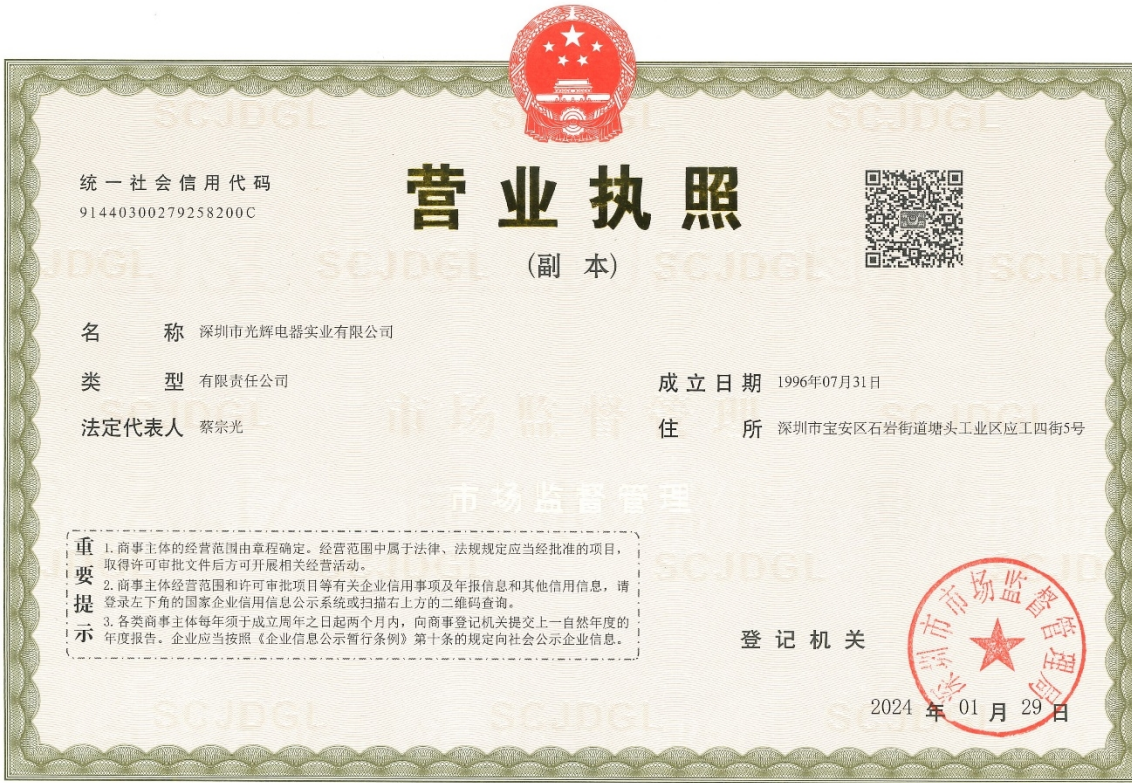 统一社会信用代码
91440300279258200C
营业执照
(副 本)
名 称 深圳市光辉电器实业有限公司
类 型 有限责任公司
法定代表人 蔡宗光
成立日期 1996年07月31日
住 所 深圳市宝安区石岩街道塘头工业区应工四街5号
市场监督管理
市场监督管理
重要提示
1. 商事主体的经营范围由章程确定。经营范围中属于法律、法规规定应当经批准的项目，
取得许可审批文件后方可开展相关经营活动。
2. 商事主体经营范围和许可审批项目等有关企业信用事项及年报信息和其他信用信息，请
登录左下角的国家企业信用信息公示系统或扫描右上方的二维码查询。
3. 各类商事主体每年须于成立周年之日起两个月内，向商事登记机关提交上一自然年度的
年度报告。企业应当按照《企业信息公示暂行条例》第十条的规定向社会公示企业信息。
登记机关
深圳市市场监督管理局
2024 年 01 月 29 日
SCJDGL